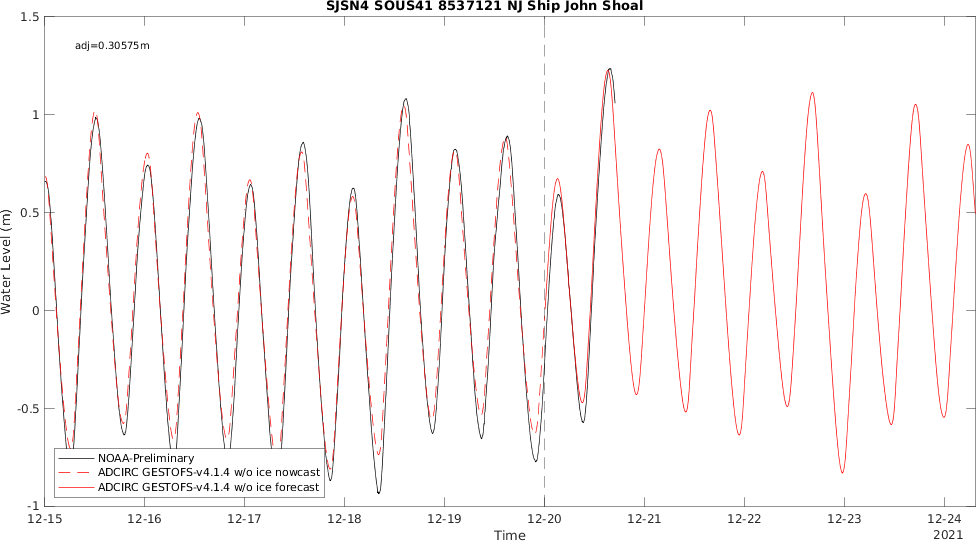 SJSN4 SOUS41 8537121 NJ Ship John Shoal
adj=0.30575m
Water Level (m)
1.5
1
0.5
0
-0.5
-1
NOAA-Preliminary
ADCIRC GESTOFS-v4.1.4 w/o ice nowcast
ADCIRC GESTOFS-v4.1.4 w/o ice forecast
12-15 12-16 12-17 12-18 12-19 12-20 12-21 12-22 12-23 12-24
Time
2021